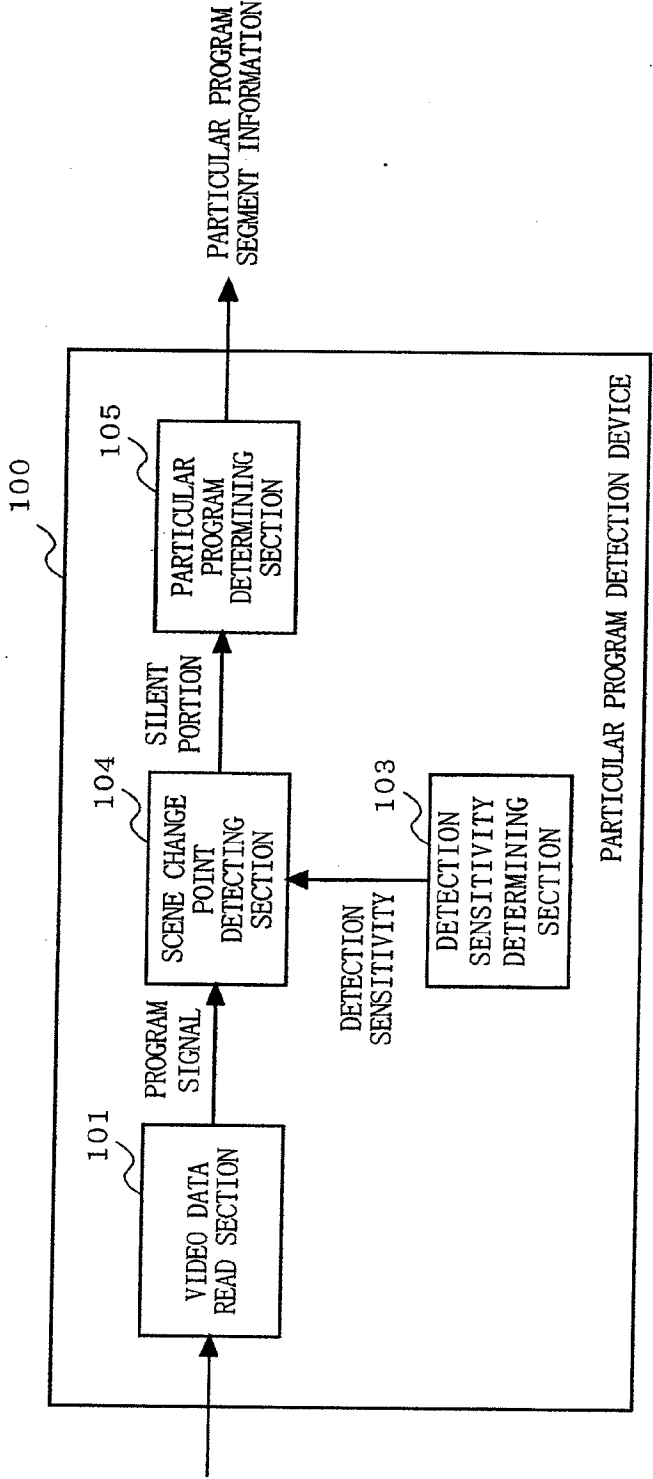 100
101
VIDEO DATA
READ SECTION
PROGRAM
SIGNAL
104
SCENE CHANGE
POINT
DETECTING
SECTION
SILENT
PORTION
105
PARTICULAR
PROGRAM
DETERMINING
SECTION
PARTICULAR PROGRAM
SEGMENT INFORMATION
DETECTION
SENSITIVITY
103
DETECTION
SENSITIVITY
DETERMINING
SECTION
PARTICULAR PROGRAM DETECTION DEVICE